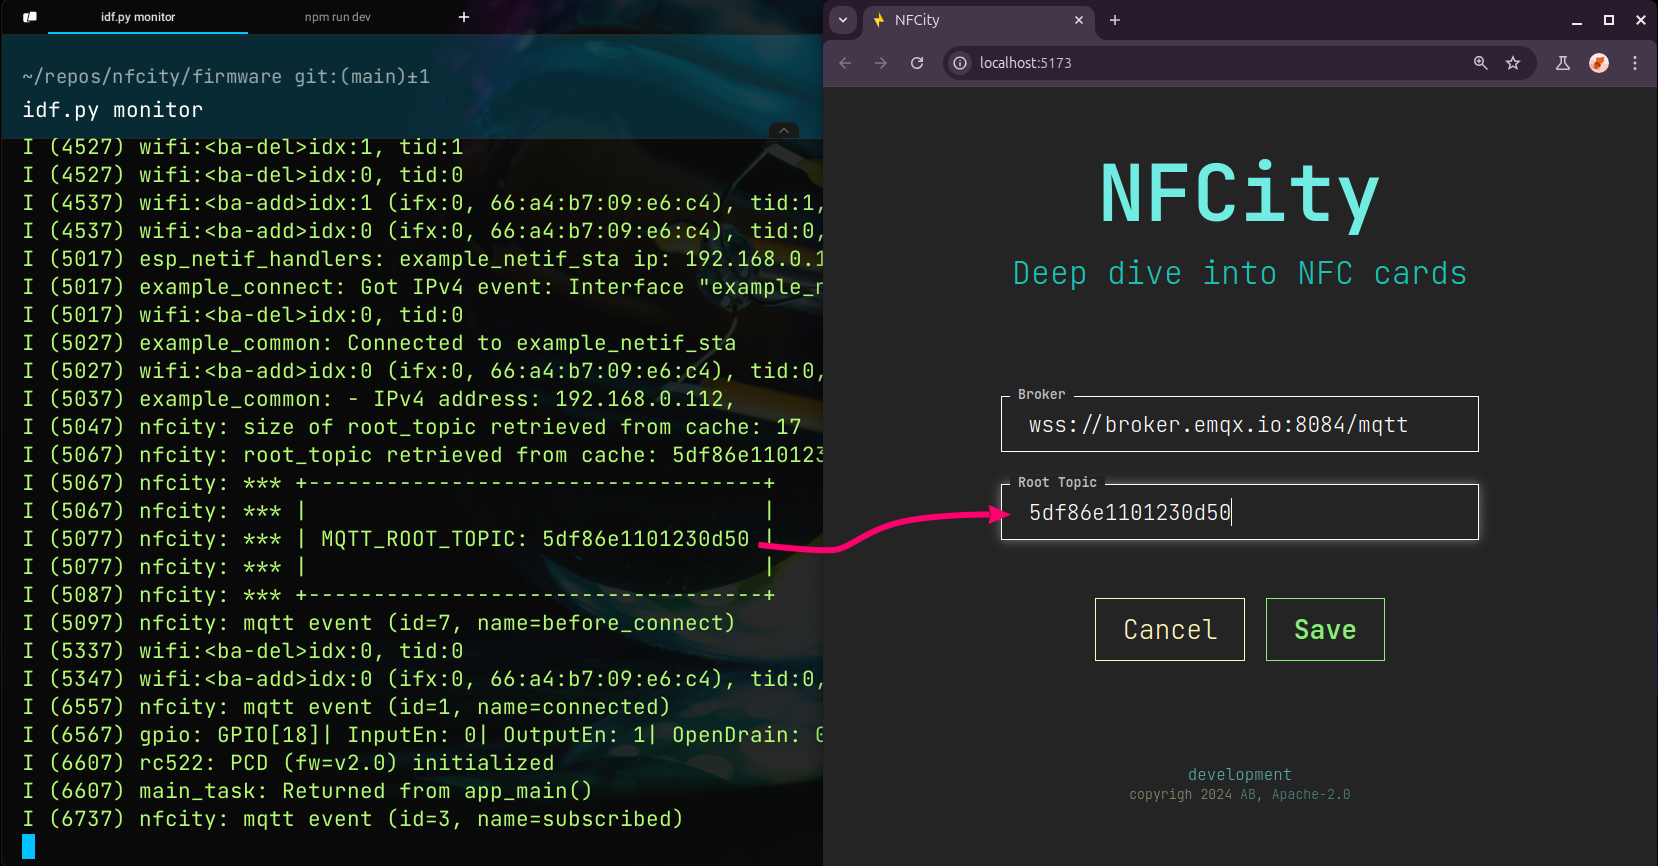 idf.py monitor
npm run dev
+
~/repos/nfcity/firmware git:(main)±1
idf.py monitor
I (4527) wifi:<ba-del>idx:1, tid:1
I (4527) wifi:<ba-del>idx:0, tid:0
I (4537) wifi:<ba-add>idx:1 (ifx:0, 66:a4:b7:09:e6:c4), tid:1,
I (4537) wifi:<ba-add>idx:0 (ifx:0, 66:a4:b7:09:e6:c4), tid:0,
I (5017) esp_netif_handlers: example_netif_sta ip: 192.168.0.1
I (5017) example_connect: Got IPv4 event: Interface "example_n
I (5017) wifi:<ba-del>idx:0, tid:0
I (5027) example_common: Connected to example_netif_sta
I (5027) wifi:<ba-add>idx:0 (ifx:0, 66:a4:b7:09:e6:c4), tid:0,
I (5037) example_common: - IPv4 address: 192.168.0.112,
I (5047) nfcity: size of root_topic retrieved from cache: 17
I (5067) nfcity: root_topic retrieved from cache: 5df86e110123
I (5067) nfcity: *** +-----------------------------------+
I (5067) nfcity: *** |                                   |
I (5077) nfcity: *** | MQTT_ROOT_TOPIC: 5df86e1101230d50 |
I (5077) nfcity: *** |                                   |
I (5087) nfcity: *** +-----------------------------------+
I (5097) nfcity: mqtt event (id=7, name=before_connect)
I (5337) wifi:<ba-del>idx:0, tid:0
I (5347) wifi:<ba-add>idx:0 (ifx:0, 66:a4:b7:09:e6:c4), tid:0,
I (6557) nfcity: mqtt event (id=1, name=connected)
I (6567) gpio: GPIO[18]| InputEn: 0| OutputEn: 1| OpenDrain: 0
I (6607) rc522: PCD (fw=v2.0) initialized
I (6607) main_task: Returned from app_main()
I (6737) nfcity: mqtt event (id=3, name=subscribed)
NFCity
localhost:5173
NFCity
Deep dive into NFC cards
Broker
wss://broker.emqx.io:8084/mqtt
Root Topic
5df86e1101230d50
Cancel
Save
development
copyrigh 2024 AB, Apache-2.0